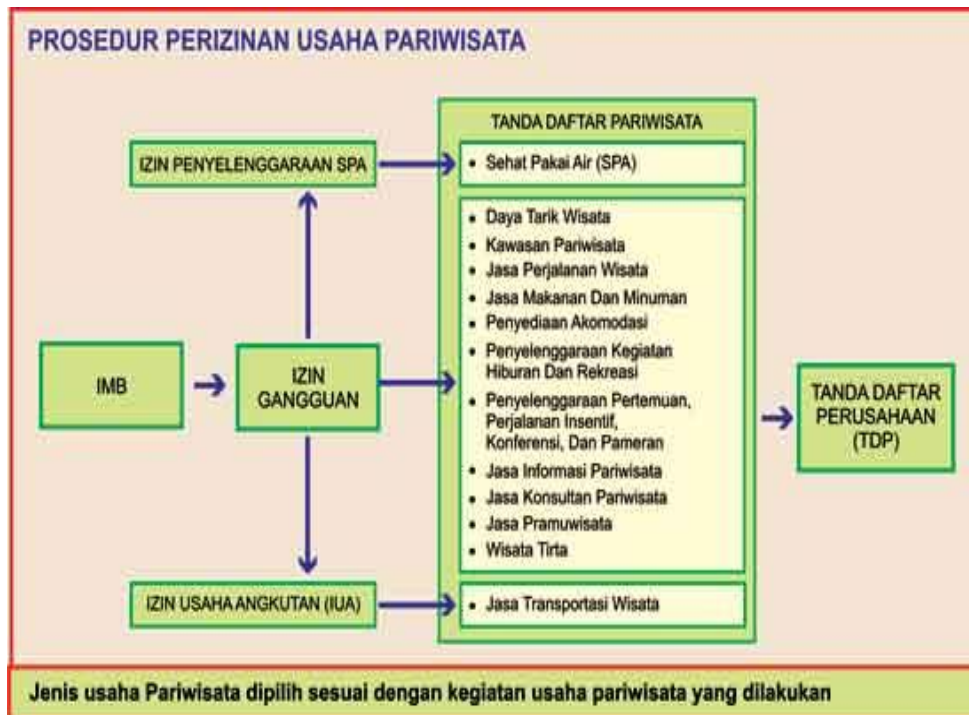 PROSEDUR PERIZINAN USAHA PARIWISATA
TANDA DAFTAR PARIWISATA
IZIN PENYELENGGARAAN SPA
• Sehat Pakai Air (SPA)
• Daya Tarik Wisata
• Kawasan Pariwisata
• Jasa Perjalanan Wisata
• Jasa Makanan Dan Minuman
• Penyediaan Akomodasi
• Penyelenggaraan Kegiatan
Hiburan Dan Rekreasi
• Penyelenggaraan Pertemuan,
Perjalanan Insentif,
Konferensi, Dan Pameran
• Jasa Informasi Pariwisata
• Jasa Konsultan Pariwisata
• Jasa Pramuwisata
• Wisata Tirta
IMB
IZIN
GANGGUAN
TANDA DAFTAR
PERUSAHAAN
(TDP)
IZIN USAHA ANGKUTAN (IUA)
• Jasa Transportasi Wisata
Jenis usaha Pariwisata dipilih sesuai dengan kegiatan usaha pariwisata yang dilakukan